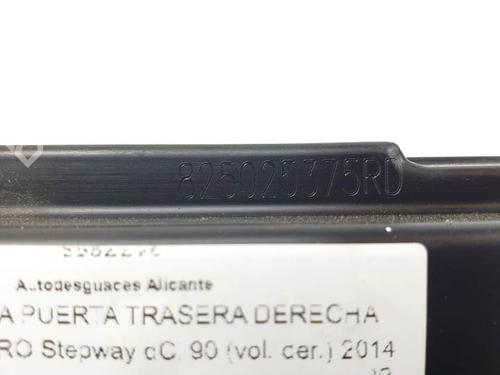 825025375RD
Autodesguaces Alicante
A PUERTA TRASERA DERECHA
RO Stepway dC. 90 (vol. cer.) 2014